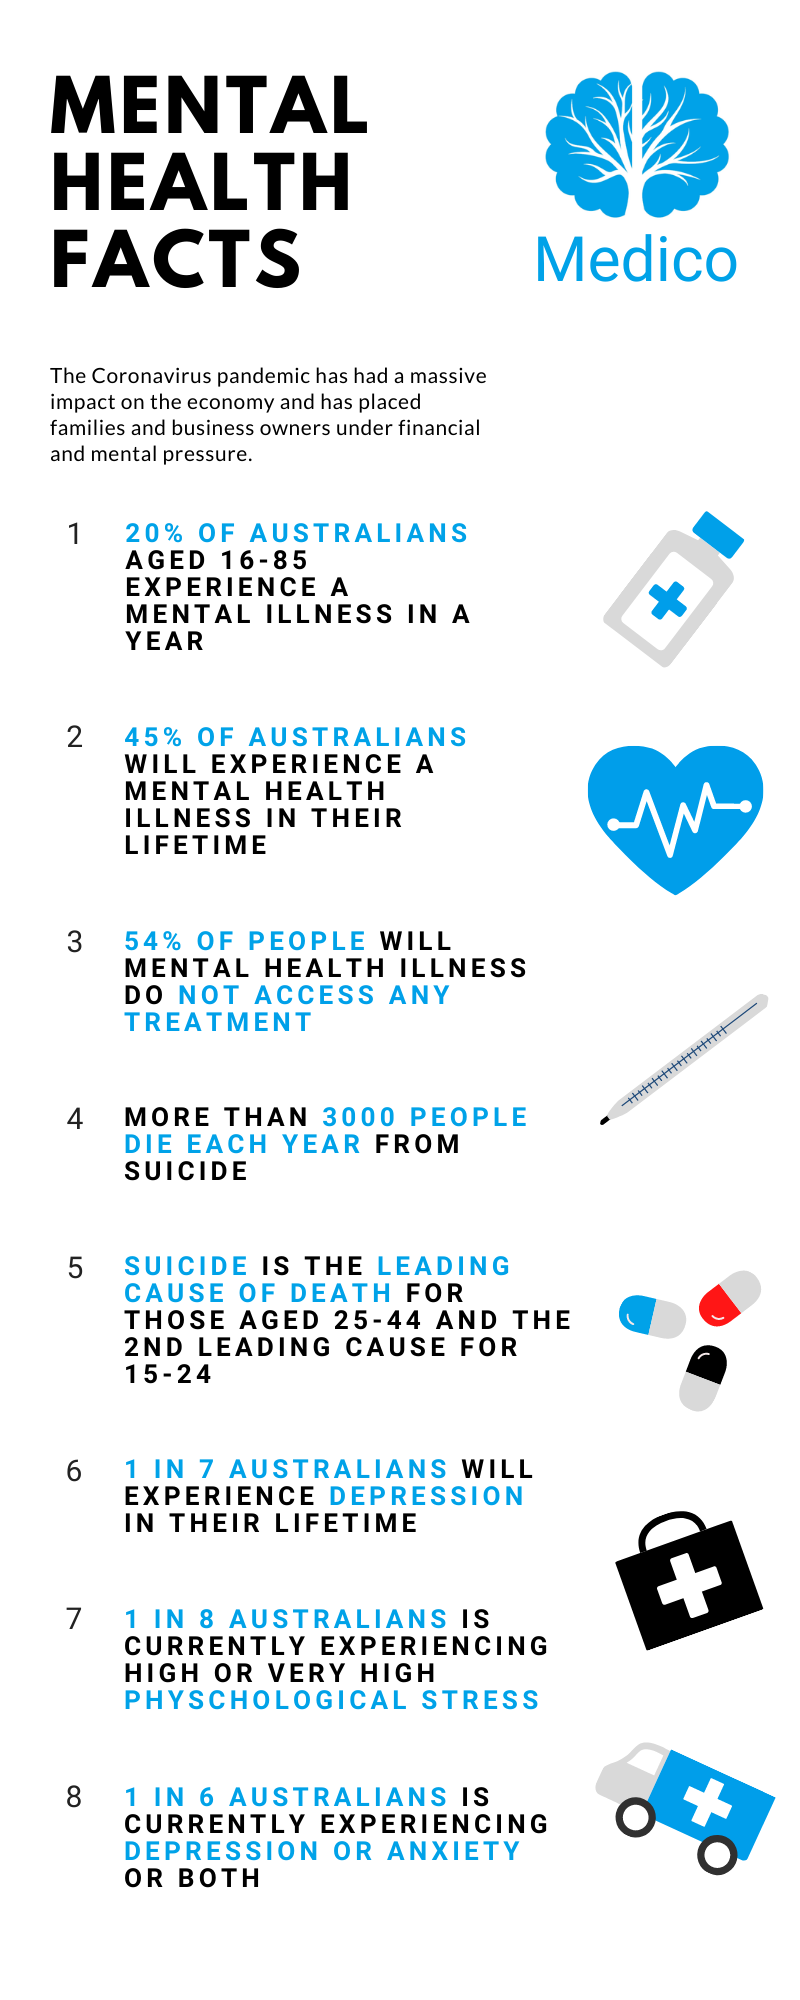 MENTAL
HEALTH
FACTS
Medico
The Coronavirus pandemic has had a massive
impact on the economy and has placed
families and business owners under financial
and mental pressure.
1
20% OF AUSTRALIANS
AGED 16-85
EXPERIENCE A
MENTAL ILLNESS IN A
YEAR
2
45% OF AUSTRALIANS
WILL EXPERIENCE A
MENTAL HEALTH
ILLNESS IN THEIR
LIFETIME
3
54% OF PEOPLE WILL
MENTAL HEALTH ILLNESS
DO NOT ACCESS ANY
TREATMENT
4
MORE THAN 3000 PEOPLE
DIE EACH YEAR FROM
SUICIDE
5
SUICIDE IS THE LEADING
CAUSE OF DEATH FOR
THOSE AGED 25-44 AND THE
2ND LEADING CAUSE FOR
15-24
6
1 IN 7 AUSTRALIANS WILL
EXPERIENCE DEPRESSION
IN THEIR LIFETIME
7
1 IN 8 AUSTRALIANS IS
CURRENTLY EXPERIENCING
HIGH OR VERY HIGH
PHYSCHOLOGICAL STRESS
8
1 IN 6 AUSTRALIANS IS
CURRENTLY EXPERIENCING
DEPRESSION OR ANXIETY
OR BOTH